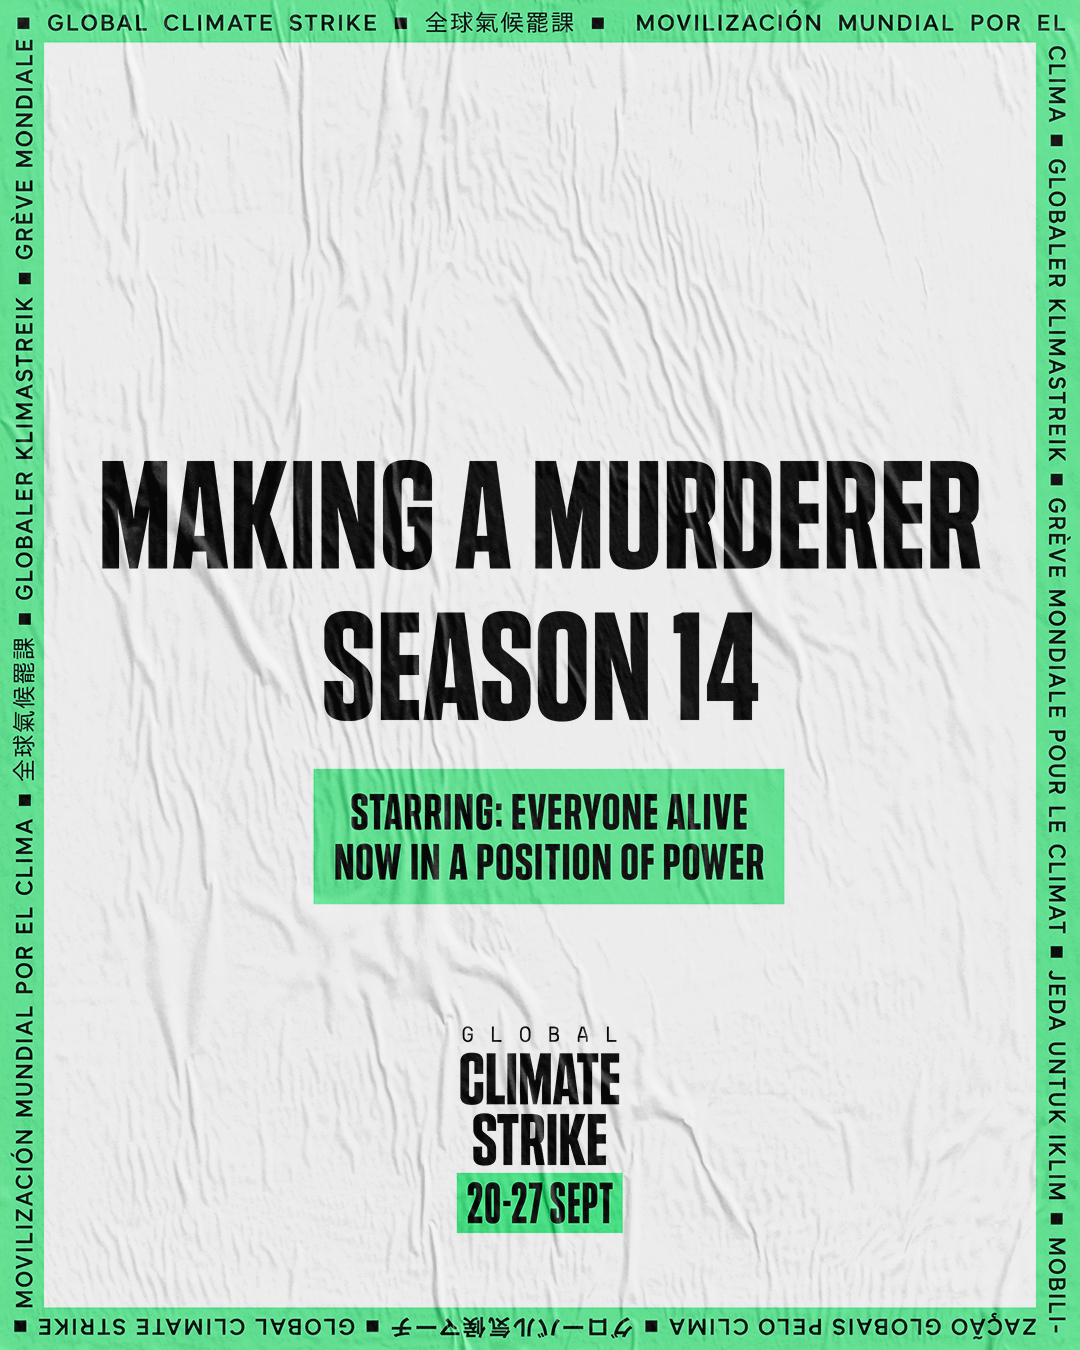 ■ GLOBAL CLIMATE STRIKE ■ 全球氣候罷課 ■ MOVILIZACIÓN MUNDIAL POR EL
CLIMA ■ GLOBALER KLIMASTREIK ■ GRÈVE MONDIALE POUR LE CLIMAT ■ JEDA UNTUK IKLIM ■ MOBILI-
ZAÇÃO GLOBAIS PELO CLIMA ■ グローバル気候マーチ ■ GLOBAL CLIMATE STRIKE ■
MOVILIZACIÓN MUNDIAL POR EL CLIMA ■ 全球氣候罷課 ■ GLOBALER KLIMASTREIK ■ GRÈVE MONDIALE
MAKING A MURDERER
SEASON 14
STARRING: EVERYONE ALIVE
NOW IN A POSITION OF POWER
GLOBAL
CLIMATE
STRIKE
20-27 SEPT